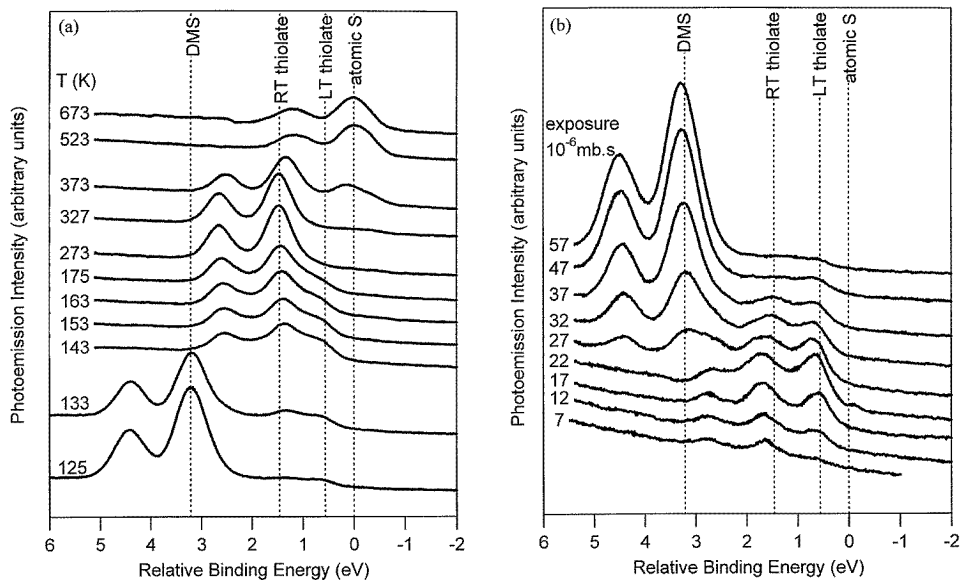 (a)
DMS
RT thiolate
LT thiolate
atomic S
T (K)
673
523
373
327
273
175
163
153
143
133
125
Photoemission Intensity (arbitrary units)
6 5 4 3 2 1 0 -1 -2
Relative Binding Energy (eV)
(b)
DMS
RT thiolate
LT thiolate
atomic S
exposure
10⁻⁶mb.s
57
47
37
32
27
22
17
12
7
Photoemission Intensity (arbitrary units)
6 5 4 3 2 1 0 -1 -2
Relative Binding Energy (eV)